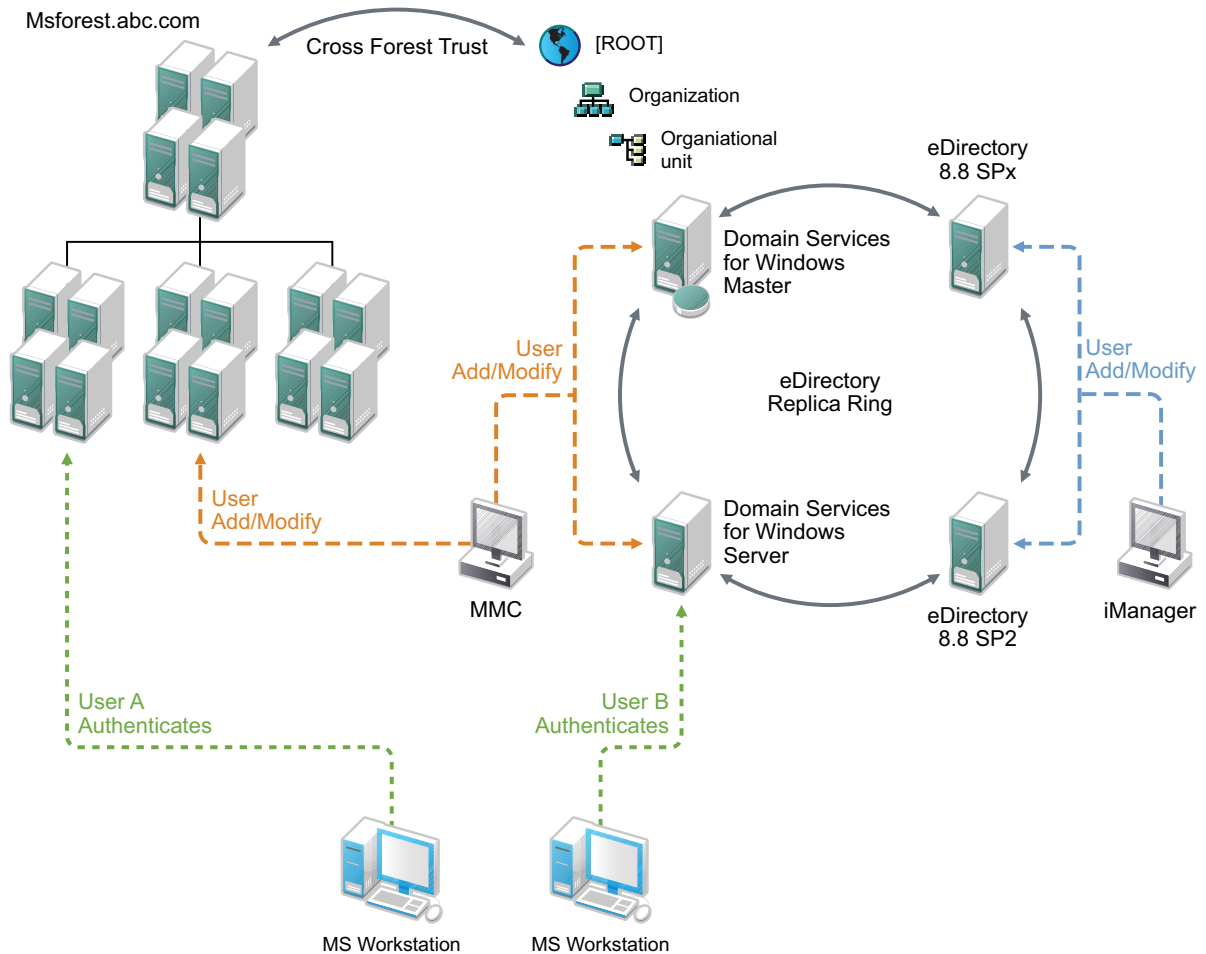 Msforest.abc.com
Cross Forest Trust
[ROOT]
Organization
Organiational
unit
eDirectory
8.8 SPx
Domain Services
for Windows
Master
User
Add/Modify
eDirectory
Replica Ring
User
Add/Modify
User
Add/Modify
Domain Services
for Windows
Server
MMC
eDirectory
8.8 SP2
iManager
User A
Authenticates
User B
Authenticates
MS Workstation
MS Workstation